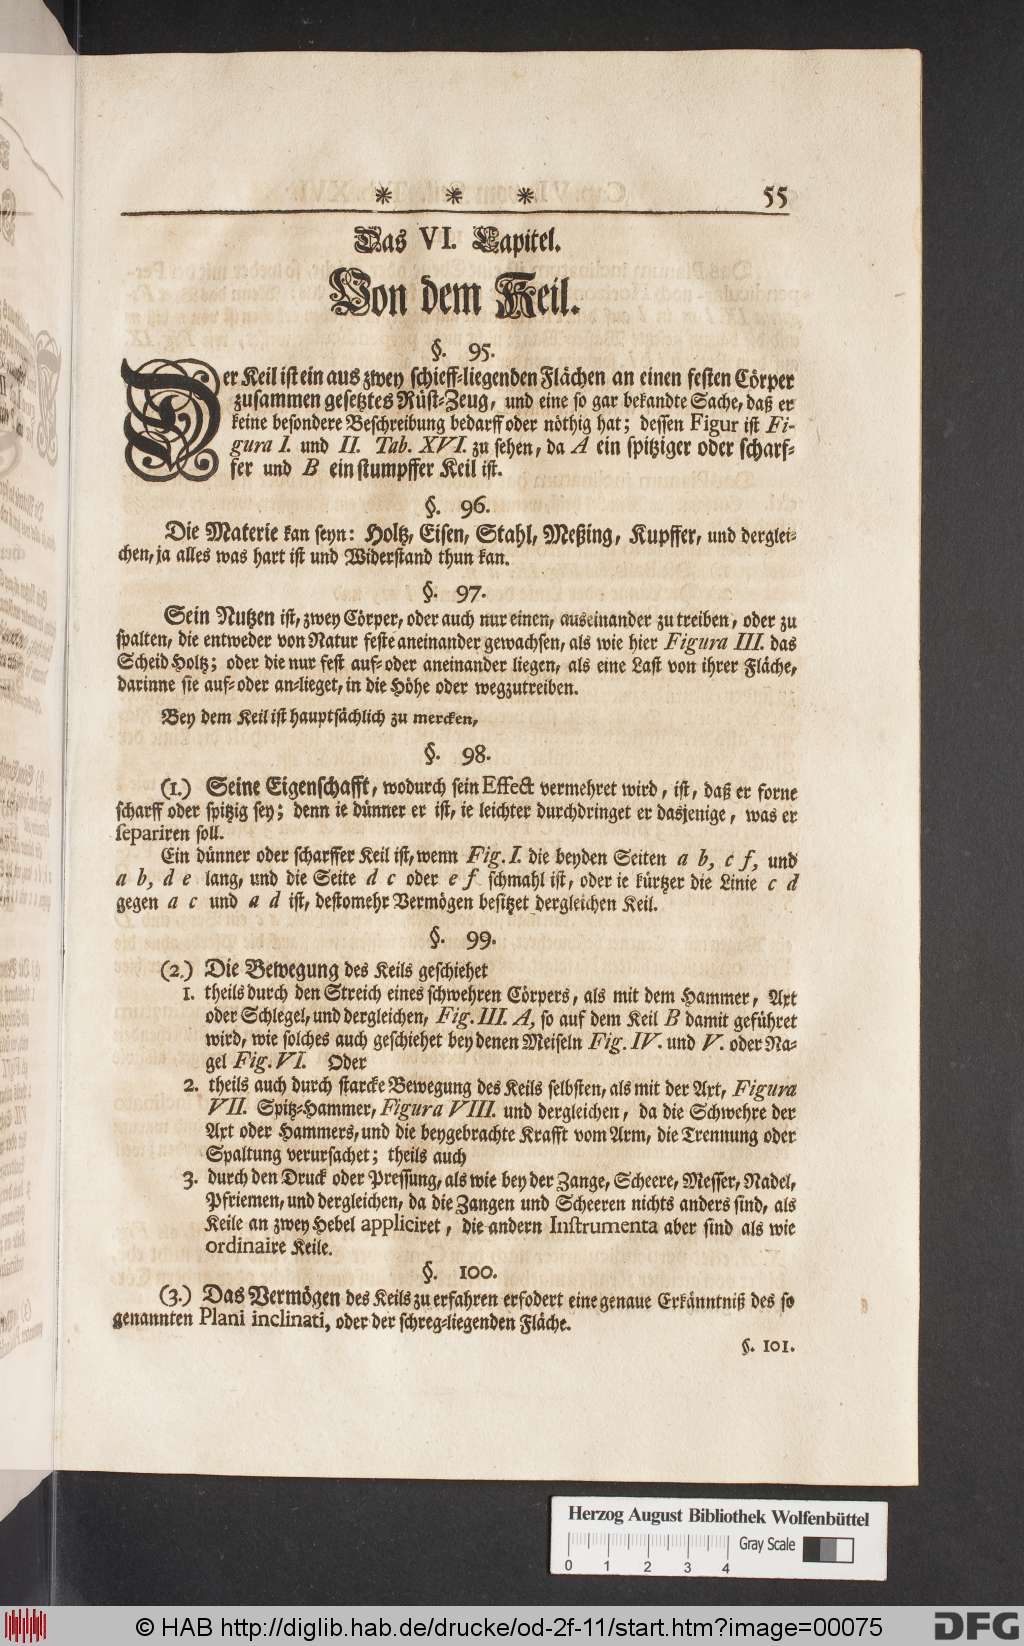 * * * 55
Das VI. Capitel.
Von dem Keil.
§. 95.
Der Keil ist ein aus zwey schieff-liegenden Flächen an einen festen Cörper
zusammen gesetztes Rüst-Zeug, und eine so gar bekandte Sache, daß er
keine besondere Beschreibung bedarff oder nöthig hat; dessen Figur ist Fi-
gura I. und II. Tab. XVI. zu sehen, da A ein spitziger oder scharf-
fer und B ein stumpffer Keil ist.
§. 96.
Die Materie kan seyn: Holtz, Eisen, Stahl, Meßing, Kupffer, und derglei-
chen, ja alles was hart ist und Widerstand thun kan.
§. 97.
Sein Nutzen ist, zwey Cörper, oder auch nur einen, auseinander zu treiben, oder zu
spalten, die entweder von Natur feste aneinander gewachsen, als wie hier Figura III. das
Scheid Holtz; oder die nur fest auf- oder aneinander liegen, als eine Last von ihrer Fläche,
darinne sie auf- oder an-lieget, in die Höhe oder wegzutreiben.
Bey dem Keil ist hauptsächlich zu mercken,
§. 98.
(1.) Seine Eigenschafft, wodurch sein Effect vermehret wird, ist, daß er forne
scharff oder spitzig sey; denn ie dünner er ist, ie leichter durchdringet er dasjenige, was er
separiren soll.
Ein dünner oder scharffer Keil ist, wenn Fig. I. die beyden Seiten a b, c f, und
a b, d e lang, und die Seite d c oder e f schmahl ist, oder ie kürtzer die Linie c d
gegen a c und a d ist, destomehr Vermögen besitzet dergleichen Keil.
§. 99.
(2.) Die Bewegung des Keils geschiehet
1. theils durch den Streich eines schwehren Cörpers, als mit dem Hammer, Axt
oder Schlegel, und dergleichen, Fig. III. A, so auf dem Keil B damit geführet
wird, wie solches auch geschiehet bey denen Meiseln Fig. IV. und V. oder Na-
gel Fig. VI. Oder
2. theils auch durch starcke Bewegung des Keils selbsten, als mit der Axt, Figura
VII. Spitz-Hammer, Figura VIII. und dergleichen, da die Schwehre der
Axt oder Hammers, und die beygebrachte Krafft vom Arm, die Trennung oder
Spaltung verursachet; theils auch
3. durch den Druck oder Pressung, als wie bey der Zange, Scheere, Messer, Nadel,
Pfriemen, und dergleichen, da die Zangen und Scheeren nichts anders sind, als
Keile an zwey Hebel appliciret, die andern Instrumenta aber sind als wie
ordinaire Keile.
§. 100.
(3.) Das Vermögen des Keils zu erfahren erfodert eine genaue Erkänntniß des so
genannten Plani inclinati, oder der schreg-liegenden Fläche.
§. 101.
Herzog August Bibliothek Wolfenbüttel
Gray Scale
0 1 2 3 4
© HAB http://diglib.hab.de/drucke/od-2f-11/start.htm?image=00075
DFG